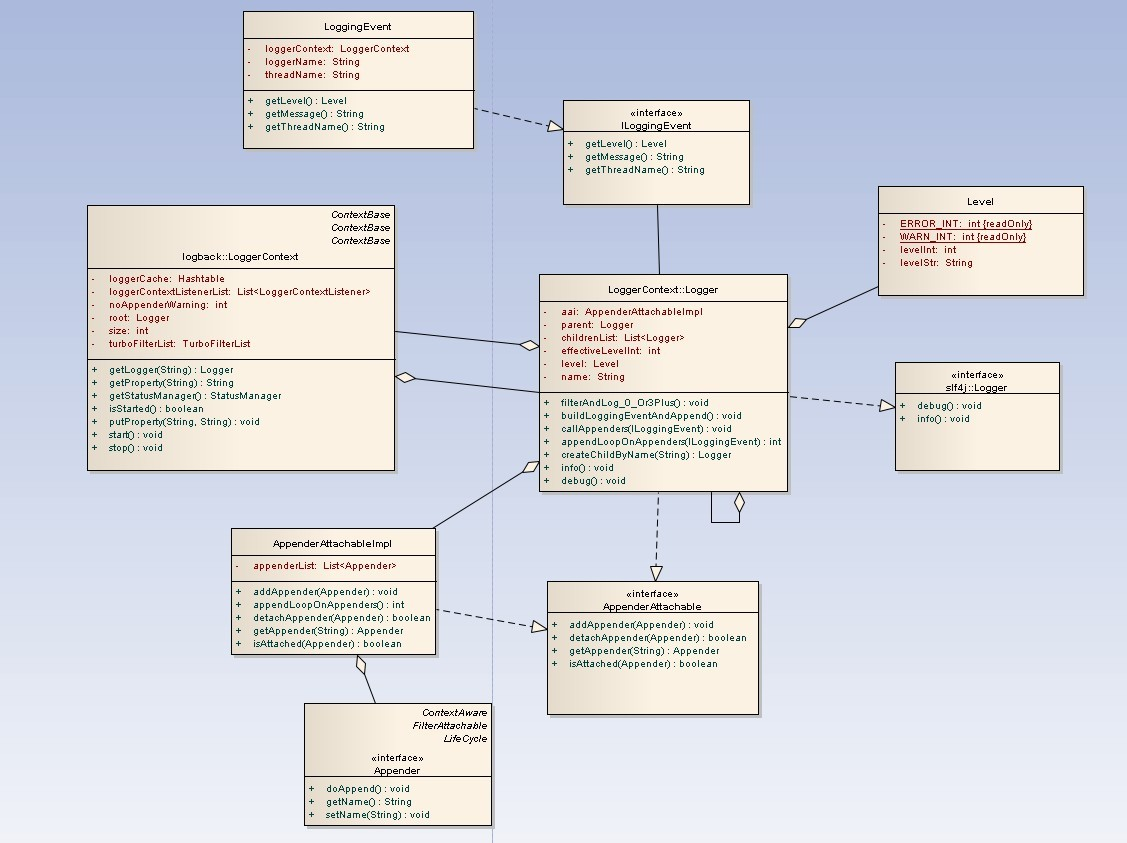 LoggingEvent
- loggerContext: LoggerContext
- loggerName: String
- threadName: String
+ getLevel() : Level
+ getMessage() : String
+ getThreadName() : String
«interface»
ILoggingEvent
+ getLevel() : Level
+ getMessage() : String
+ getThreadName() : String
Level
- ERROR_INT: int {readOnly}
- WARN_INT: int {readOnly}
- levelInt: int
- levelStr: String
ContextBase
ContextBase
ContextBase
logback::LoggerContext
- loggerCache: Hashtable
- loggerContextListenerList: List<LoggerContextListener>
- noAppenderWarning: int
- root: Logger
- size: int
- turboFilterList: TurboFilterList
+ getLogger(String) : Logger
+ getProperty(String) : String
+ getStatusManager() : StatusManager
+ isStarted() : boolean
+ putProperty(String, String) : void
+ start() : void
+ stop() : void
LoggerContext::Logger
- aai: AppenderAttachableImpl
- parent: Logger
- childrenList: List<Logger>
- effectiveLevelInt: int
- level: Level
- name: String
+ filterAndLog_0_Or3Plus() : void
+ buildLoggingEventAndAppend() : void
+ callAppenders(ILoggingEvent) : void
+ appendLoopOnAppenders(ILoggingEvent) : int
+ createChildByName(String) : Logger
+ info() : void
+ debug() : void
«interface»
slf4j::Logger
+ debug() : void
+ info() : void
AppenderAttachableImpl
- appenderList: List<Appender>
+ addAppender(Appender) : void
+ appendLoopOnAppenders() : int
+ detachAppender(Appender) : boolean
+ getAppender(String) : Appender
+ isAttached(Appender) : boolean
«interface»
AppenderAttachable
+ addAppender(Appender) : void
+ detachAppender(Appender) : boolean
+ getAppender(String) : Appender
+ isAttached(Appender) : boolean
ContextAware
FilterAttachable
LifeCycle
«interface»
Appender
+ doAppend() : void
+ getName() : String
+ setName(String) : void